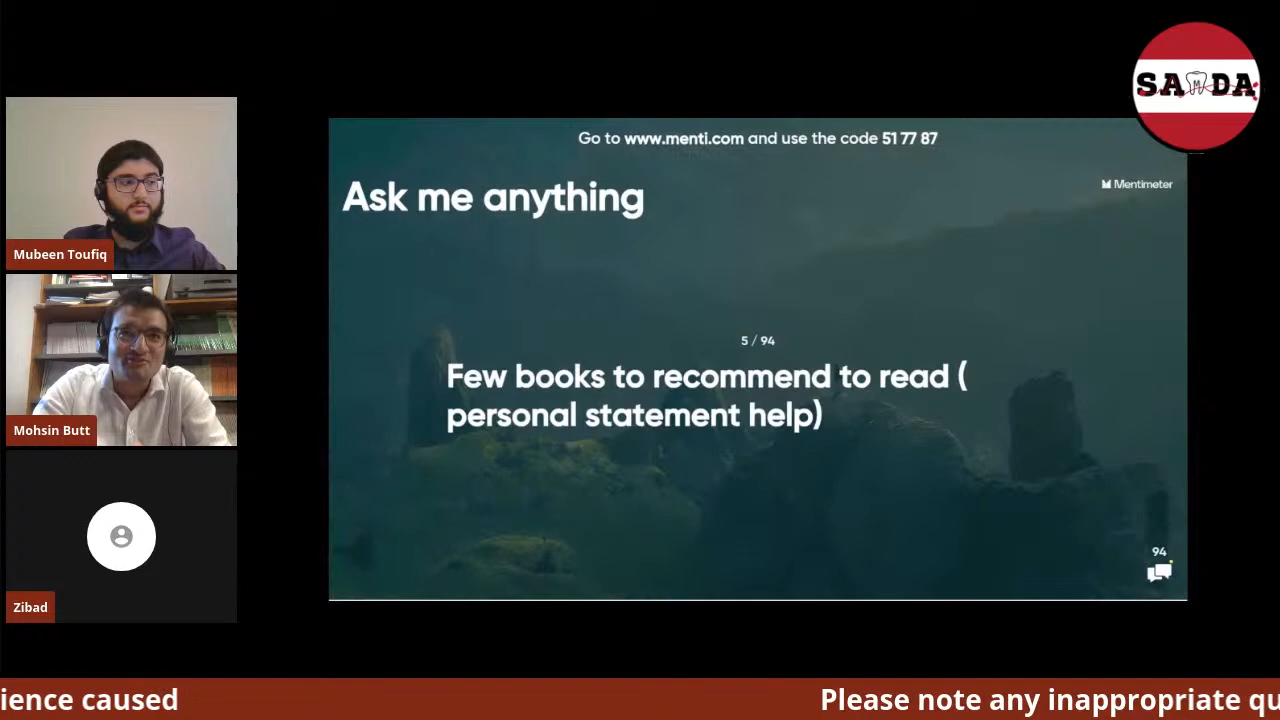 SAMDA
Go to www.menti.com and use the code 51 77 87
Ask me anything
Mentimeter
5 / 94
Few books to recommend to read (
personal statement help)
94
Mubeen Toufiq
Mohsin Butt
Zibad
ience caused
Please note any inappropriate qu